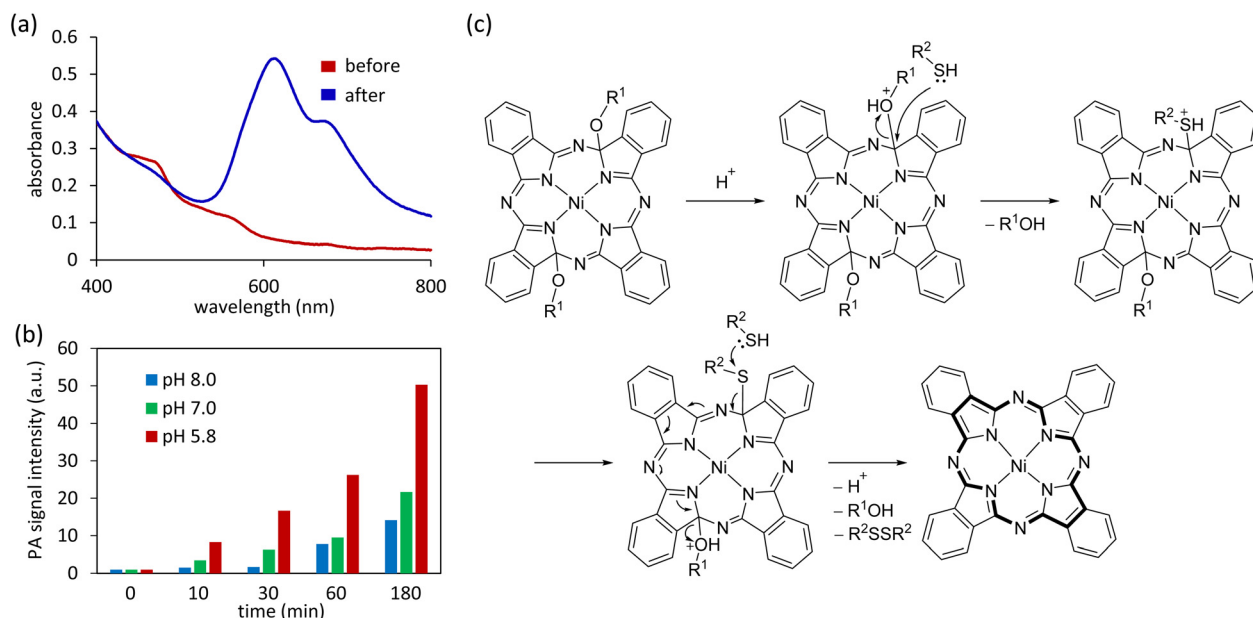 (a)
0.6
0.5
0.4
0.3
0.2
0.1
0
absorbance
before
after
400
600
800
wavelength (nm)
(b)
60
50
40
30
20
10
0
PA signal intensity (a.u.)
pH 8.0
pH 7.0
pH 5.8
0 10 30 60 180
time (min)
(c)
R1
O
N
N N
N Ni N
N N
N
O
R1
H+
R2
SH
R1
HO+
N
N N
N Ni N
N N
N
O
R1
– R1OH
R2 SH+
N
N N
N Ni N
N N
N
O
R1
R2
SH
R2 S
N
N N
N Ni N
N N
N
+OH
R1
– H+
– R1OH
– R2SSR2
N
N N
N Ni N
N N
N